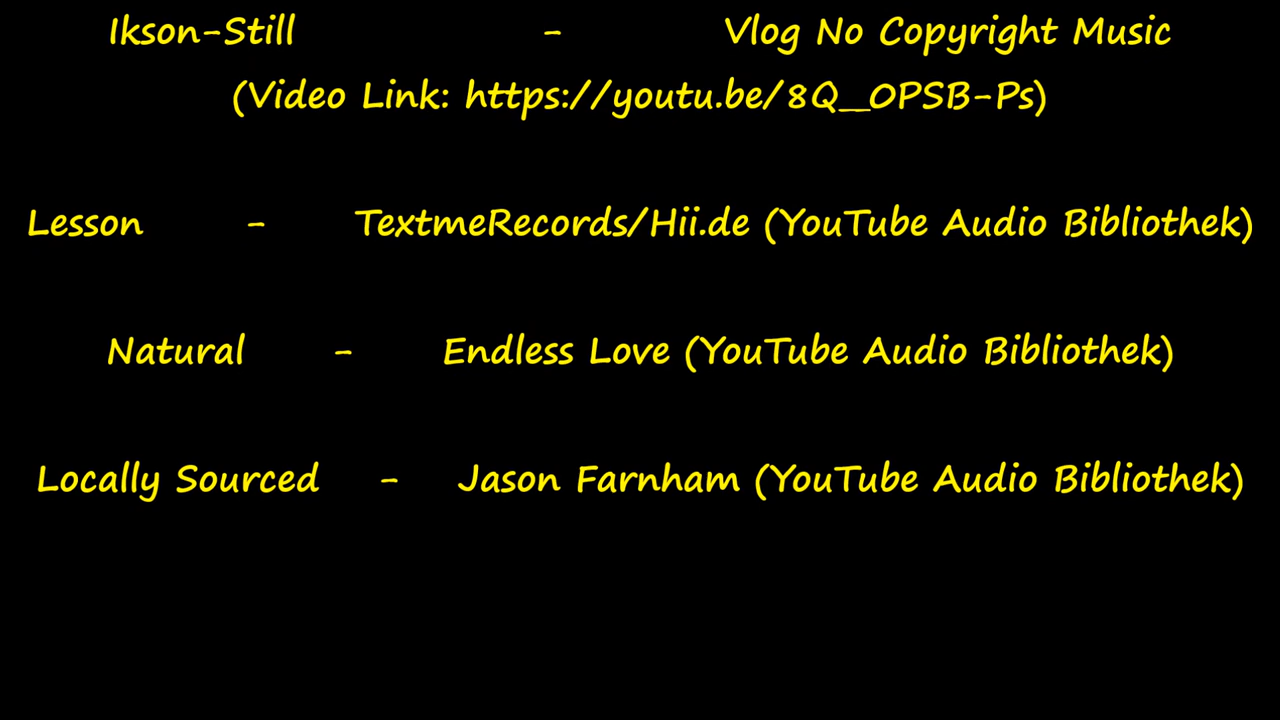 Ikson-Still - Vlog No Copyright Music
(Video Link: https://youtu.be/8Q__OPSB-Ps)
Lesson - TextmeRecords/Hii.de (YouTube Audio Bibliothek)
Natural - Endless Love (YouTube Audio Bibliothek)
Locally Sourced - Jason Farnham (YouTube Audio Bibliothek)